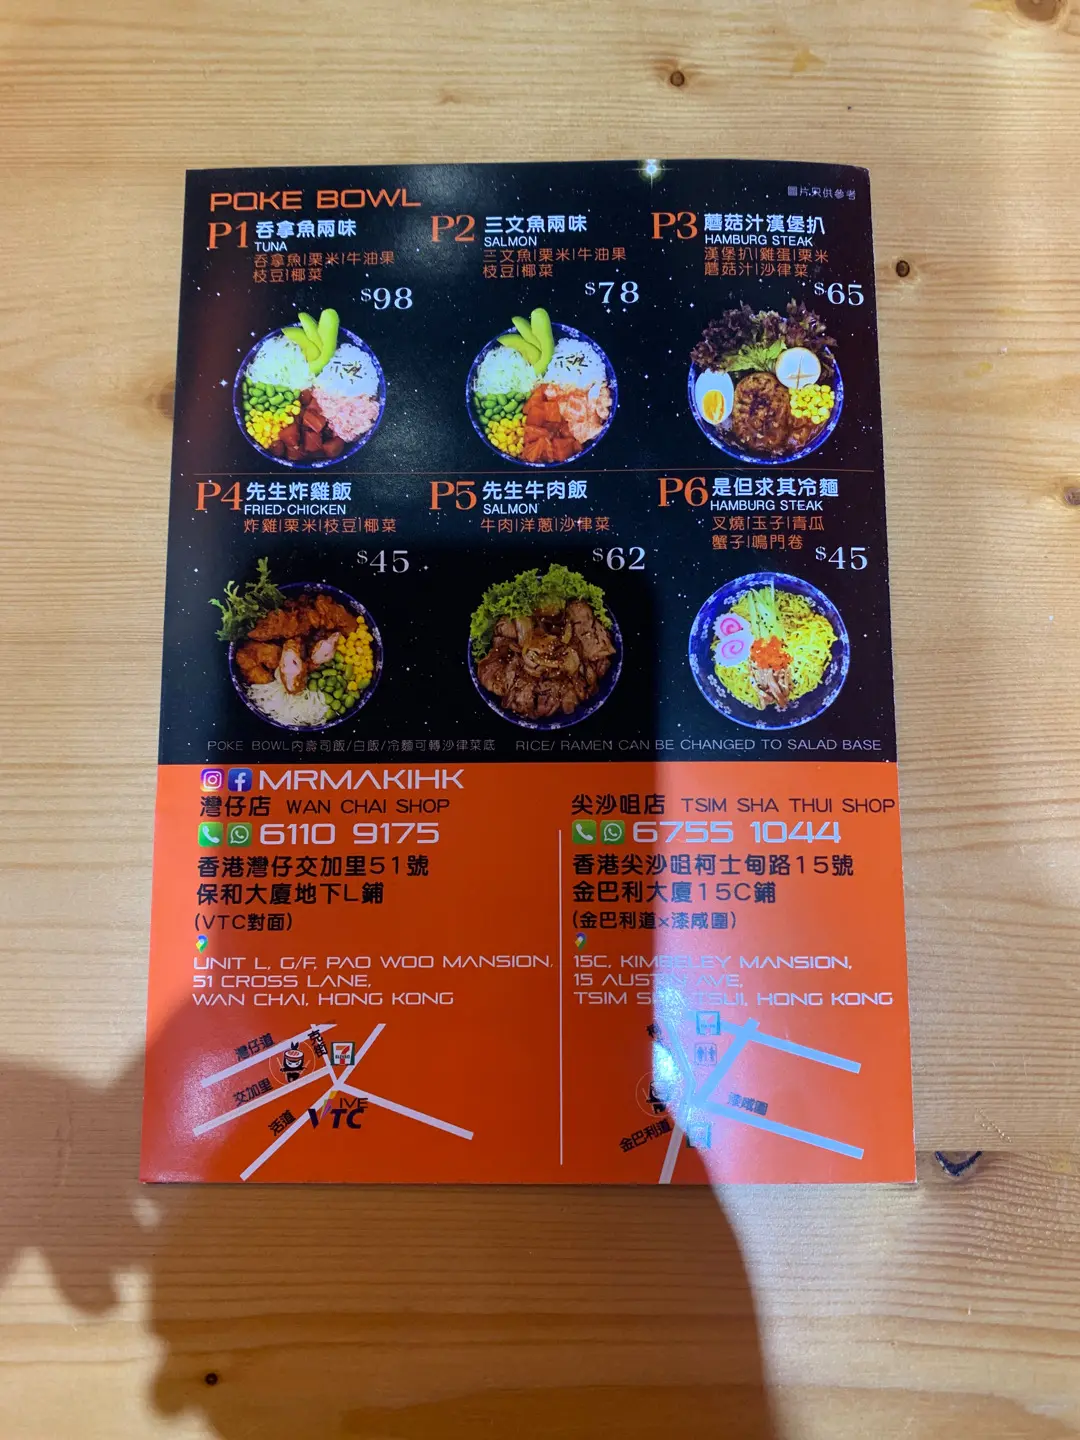 POKE BOWL
圖片只供參考
P1 吞拿魚兩味
TUNA
吞拿魚|粟米|牛油果
枝豆|椰菜
$98
P2 三文魚兩味
SALMON
三文魚|粟米|牛油果
枝豆|椰菜
$78
P3 蘑菇汁漢堡扒
HAMBURG STEAK
漢堡扒|雞蛋|粟米
蘑菇汁|沙律菜
$65
P4 先生炸雞飯
FRIED·CHICKEN
炸雞|粟米|枝豆|椰菜
$45
P5 先生牛肉飯
SALMON
牛肉|洋蔥|沙律菜
$62
P6 是但求其冷麵
HAMBURG STEAK
叉燒|玉子|青瓜
蟹子|鳴門卷
$45
POKE BOWL內壽司飯/白飯/冷麵可轉沙律菜底 RICE/ RAMEN CAN BE CHANGED TO SALAD BASE
MRMAKIHK
灣仔店 WAN CHAI SHOP
6110 9175
香港灣仔交加里51號
保和大廈地下L鋪
(VTC對面)
UNIT L, G/F, PAO WOO MANSION,
51 CROSS LANE,
WAN CHAI, HONG KONG
灣仔道
克街
7 ELEVEN
交加里
活道
IVE
VTC
尖沙咀店 TSIM SHA THUI SHOP
6755 1044
香港尖沙咀柯士甸路15號
金巴利大廈15C鋪
(金巴利道×漆咸圍)
15C, KIMBELEY MANSION,
15 AUSTIN AVE,
TSIM SHA TSUI, HONG KONG
漆咸圍
金巴利道